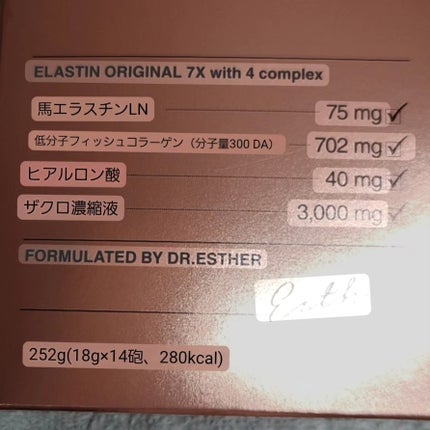 ELASTIN ORIGINAL 7X with 4 complex
馬エラスチンLN 75 mg ✓
低分子フィッシュコラーゲン（分子量300 DA） 702 mg ✓
ヒアルロン酸 40 mg ✓
ザクロ濃縮液 3,000 mg ✓
FORMULATED BY DR.ESTHER
252g(18g×14砲、280kcal)